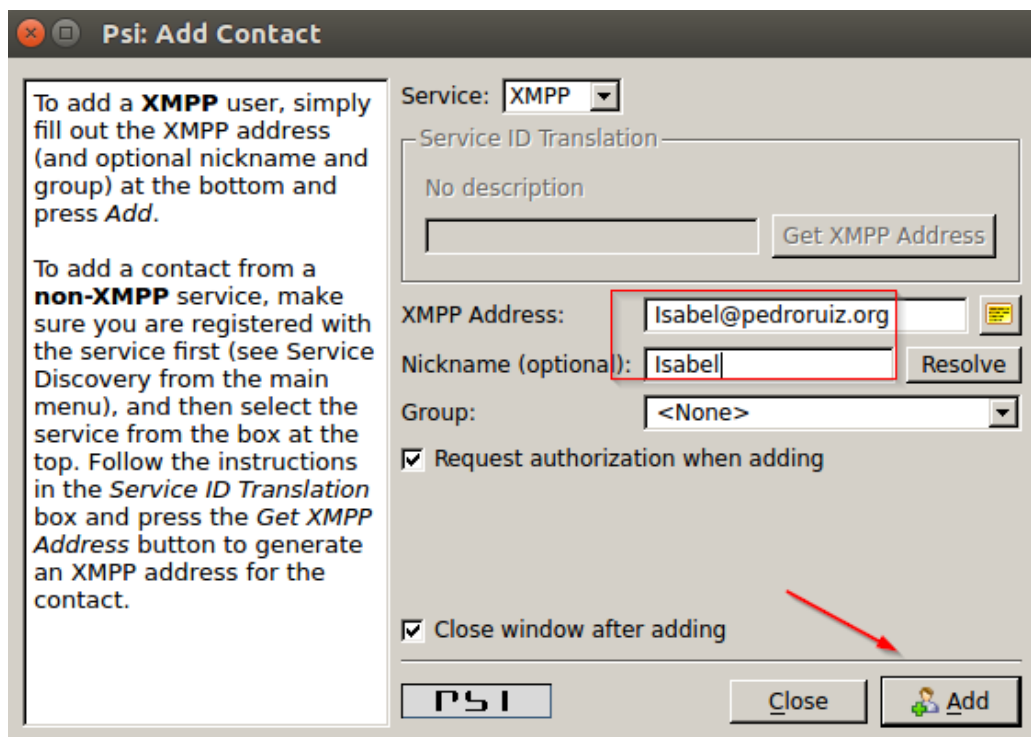 Psi: Add Contact
To add a XMPP user, simply
fill out the XMPP address
(and optional nickname and
group) at the bottom and
press Add.
To add a contact from a
non-XMPP service, make
sure you are registered with
the service first (see Service
Discovery from the main
menu), and then select the
service from the box at the
top. Follow the instructions
in the Service ID Translation
box and press the Get XMPP
Address button to generate
an XMPP address for the
contact.
Service: XMPP
Service ID Translation
No description
Get XMPP Address
XMPP Address: Isabel@pedroruiz.org
Nickname (optional): Isabel Resolve
Group: <None>
Request authorization when adding
Close window after adding
PSI Close Add